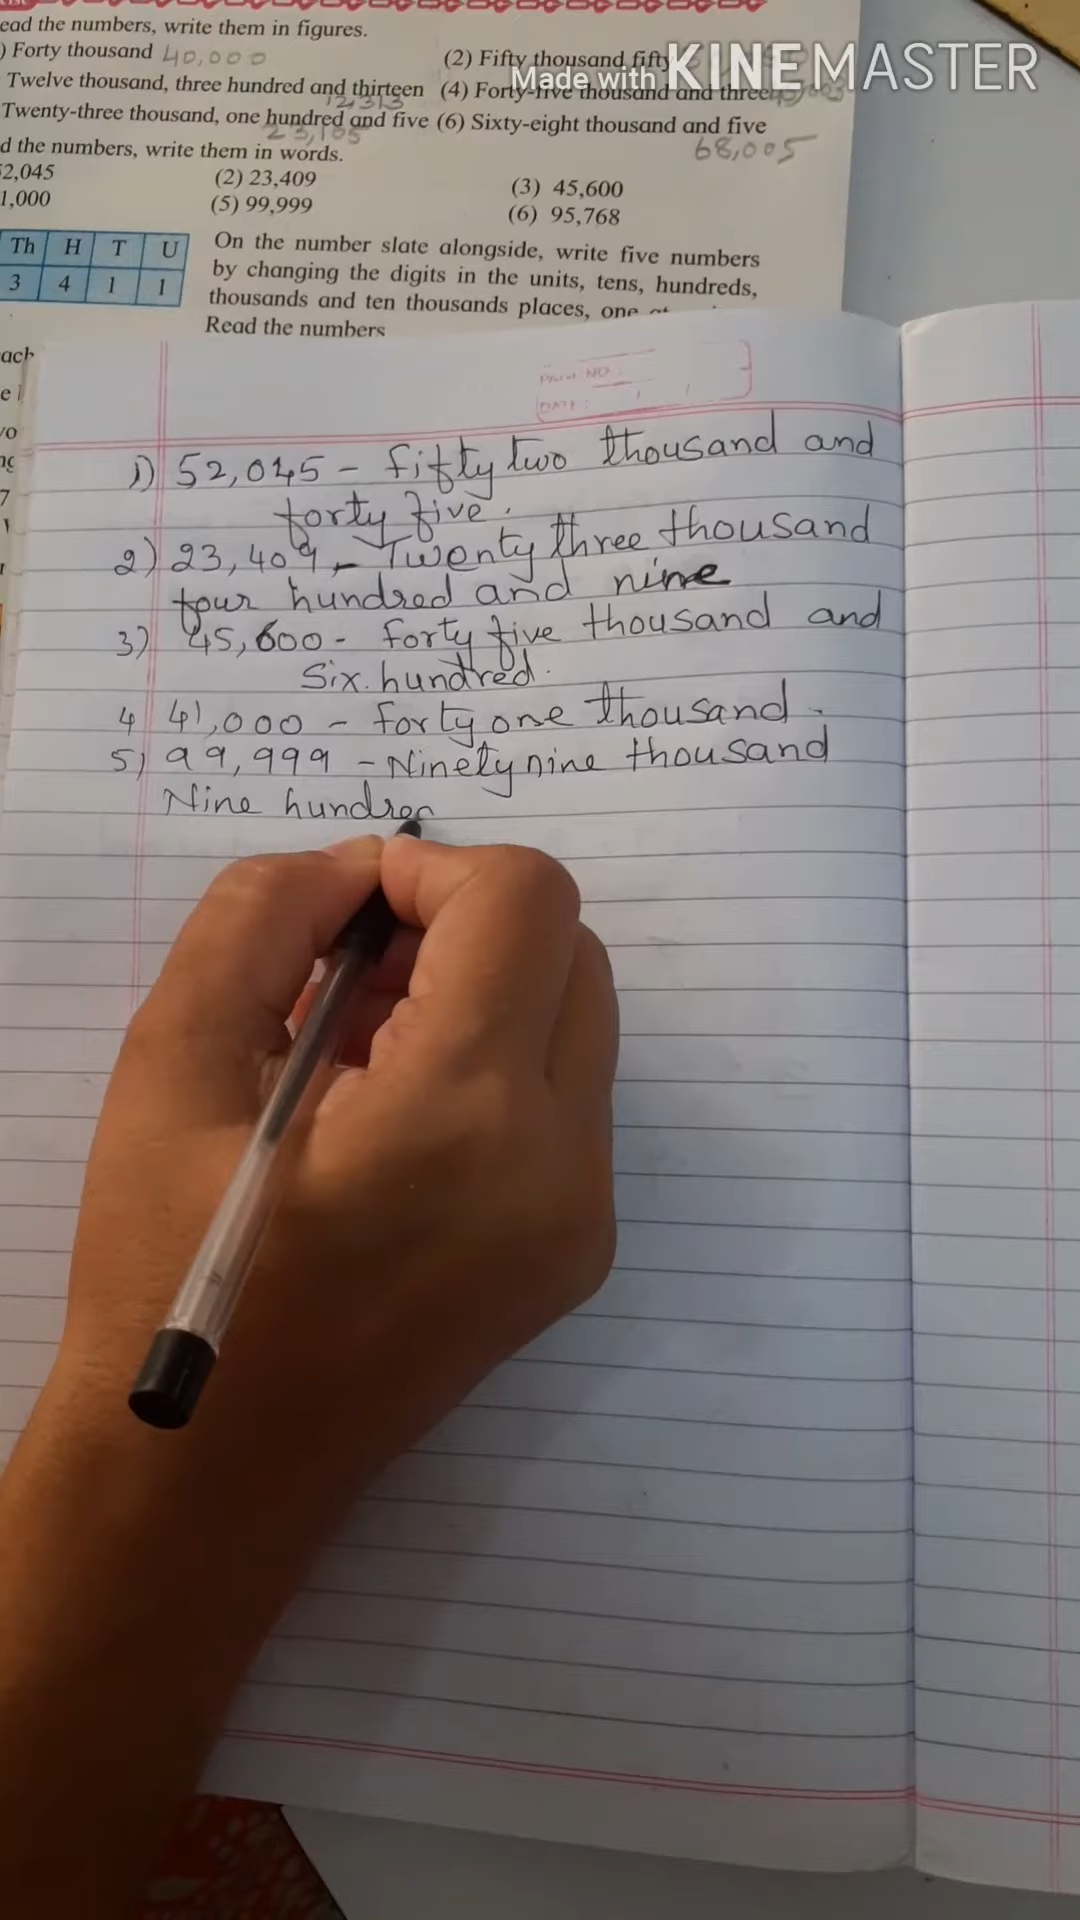 ead the numbers, write them in figures.
) Forty thousand 40,000
(2) Fifty thousand fifty
Made with KINEMASTER
Twelve thousand, three hundred and thirteen (4) Forty-five thousand and three
12,313
Twenty-three thousand, one hundred and five (6) Sixty-eight thousand and five
23,105
68,005
d the numbers, write them in words.
2,045 (2) 23,409 (3) 45,600
1,000 (5) 99,999 (6) 95,768
Th H T U
3 4 1 1
On the number slate alongside, write five numbers
by changing the digits in the units, tens, hundreds,
thousands and ten thousands places, one
Read the numbers
ach
DATE:
1) 52,045 - fifty two thousand and
forty five.
2) 23,409 - Twenty three thousand
four hundred and nine
3) 45,600 - forty five thousand and
Six hundred.
4 41,000 - forty one thousand.
5) 99,999 - Ninety nine thousand
Nine hundred